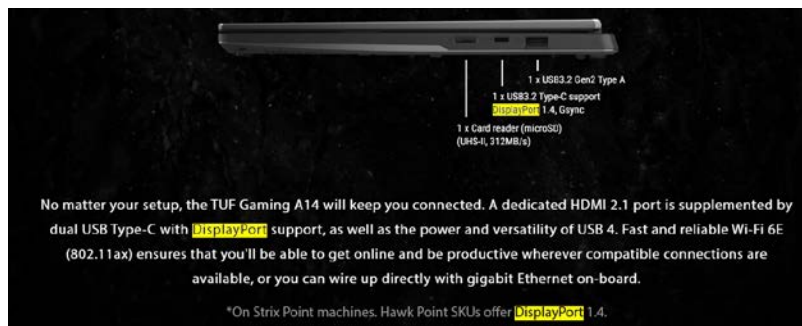 1 x USB3.2 Gen2 Type A
1 x USB3.2 Type-C support
DisplayPort 1.4, Gsync
1 x Card reader (microSD)
(UHS-II, 312MB/s)
No matter your setup, the TUF Gaming A14 will keep you connected. A dedicated HDMI 2.1 port is supplemented by
dual USB Type-C with DisplayPort support, as well as the power and versatility of USB 4. Fast and reliable Wi-Fi 6E
(802.11ax) ensures that you'll be able to get online and be productive wherever compatible connections are
available, or you can wire up directly with gigabit Ethernet on-board.
*On Strix Point machines. Hawk Point SKUs offer DisplayPort 1.4.